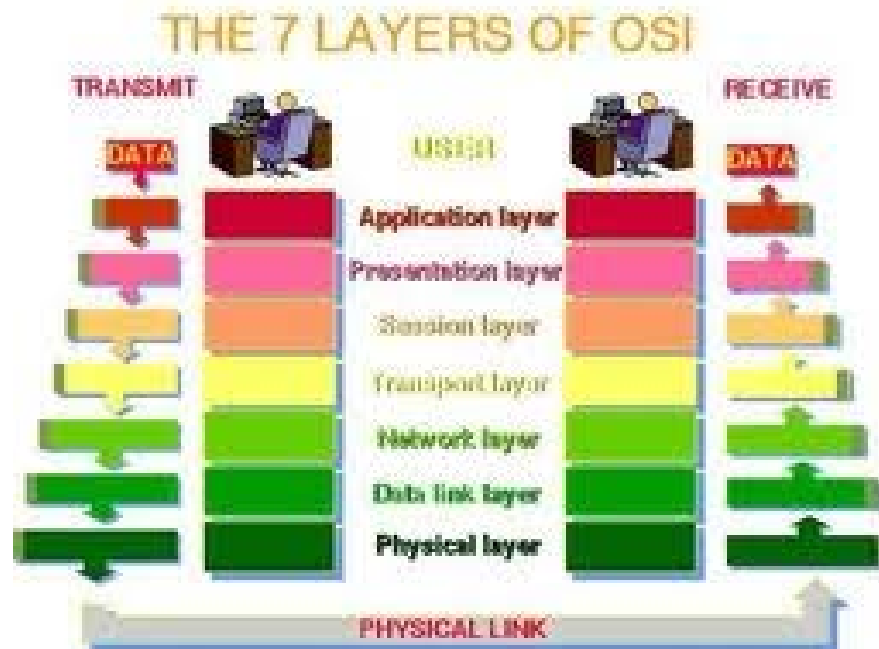 THE 7 LAYERS OF OSI
TRANSMIT
RECEIVE
DATA
USER
DATA
Application layer
Presentation layer
Session layer
Transport layer
Network layer
Data link layer
Physical layer
PHYSICAL LINK